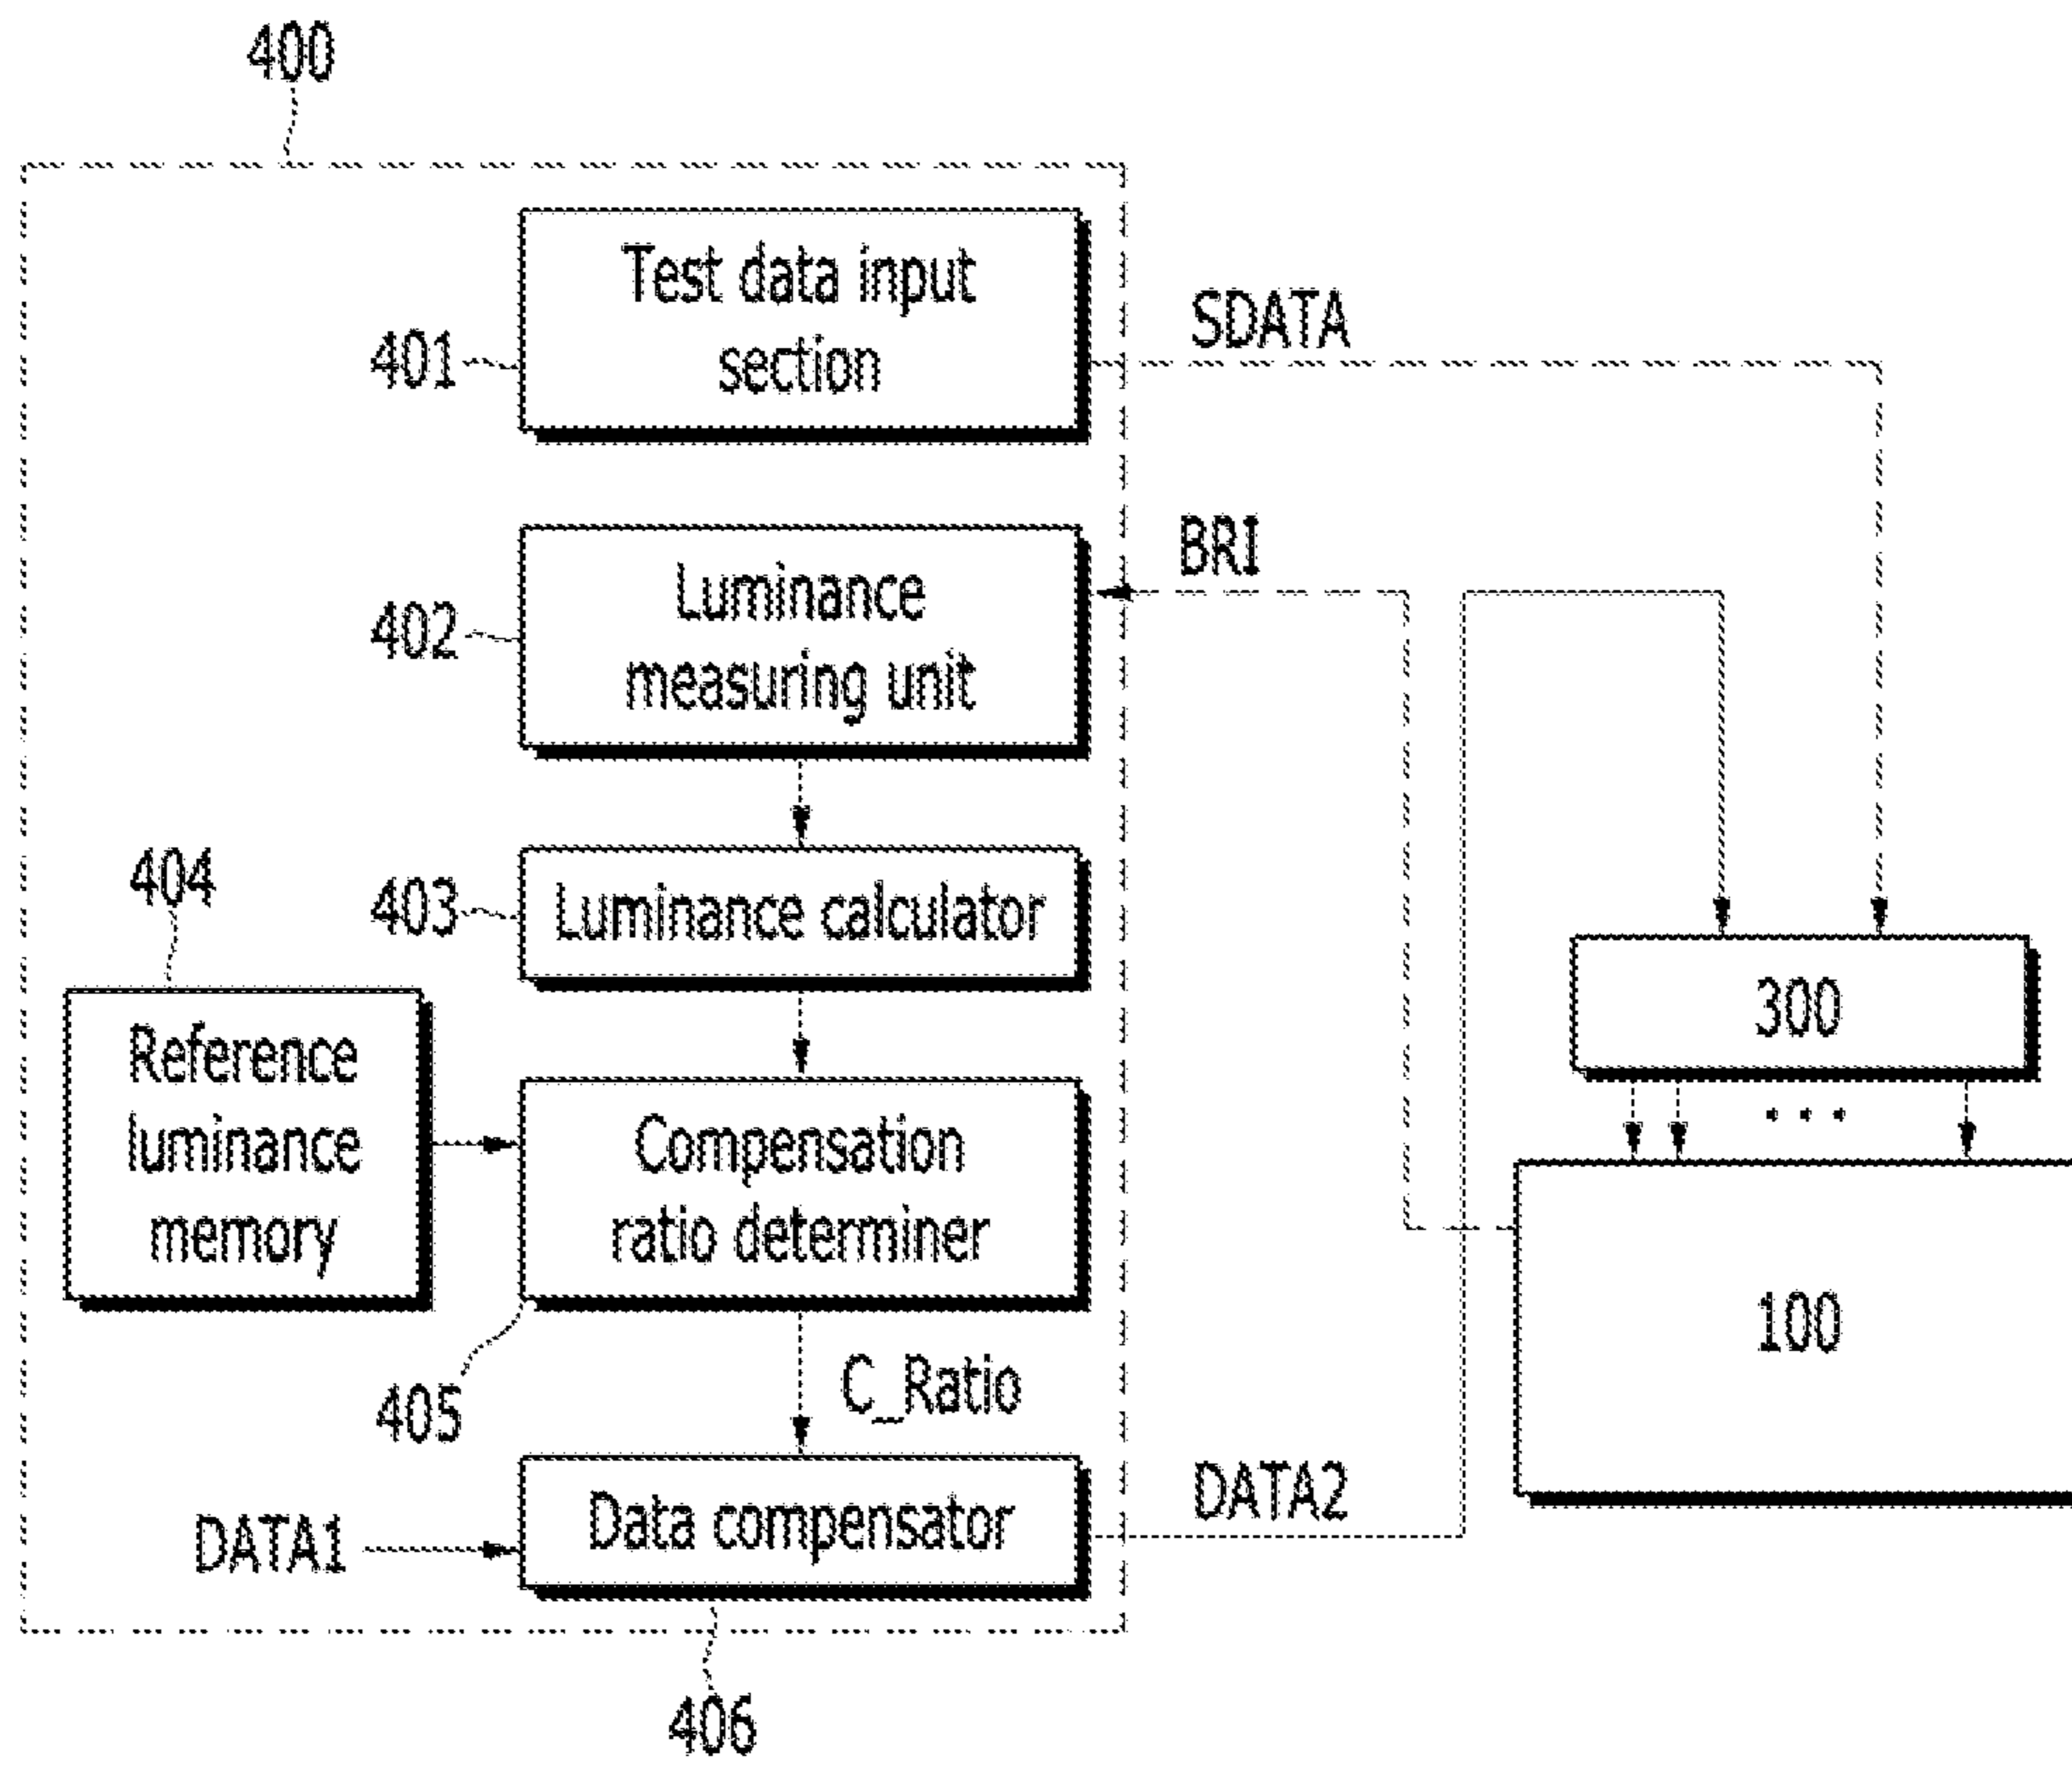 400
Test data input
section
401
SDATA
Luminance
measuring unit
402
BRI
Luminance calculator
403
404
Reference
luminance
memory
Compensation
ratio determiner
405
C_Ratio
DATA1
Data compensator
406
DATA2
300
. . .
100